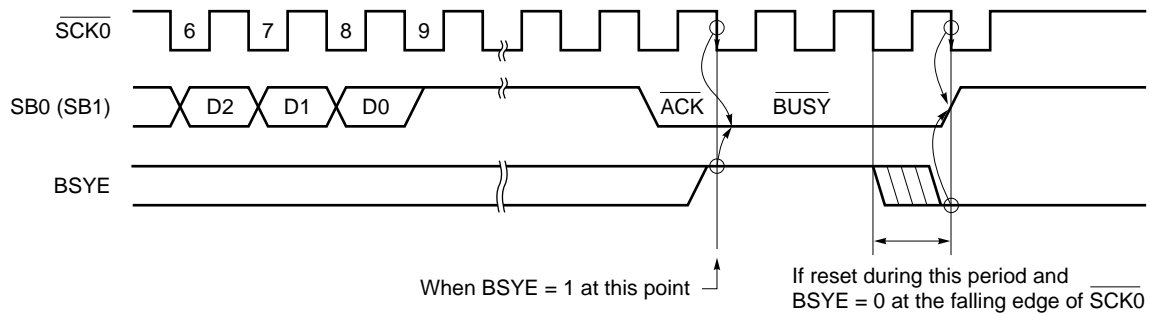 SCK0 6 7 8 9
SB0 (SB1) D2 D1 D0 ACK BUSY
BSYE
When BSYE = 1 at this point
If reset during this period and
BSYE = 0 at the falling edge of SCK0